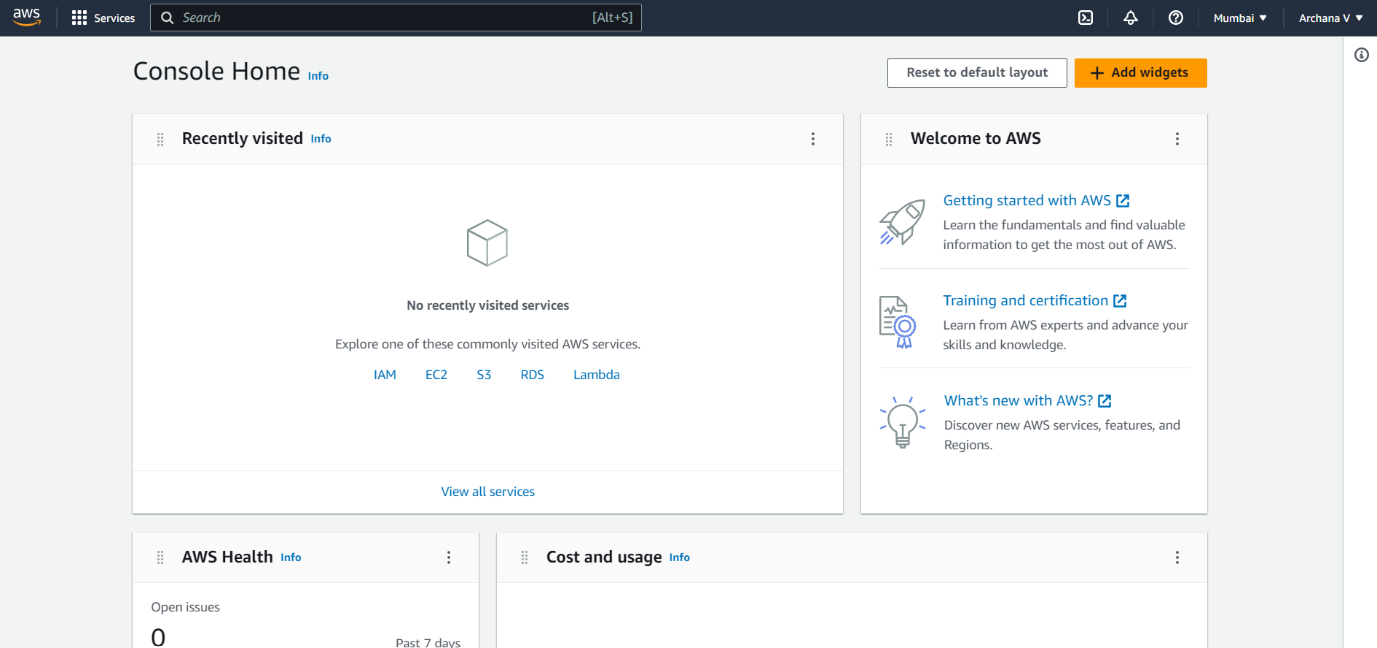 aws Services Search [Alt+S] Mumbai ▼ Archana V ▼
Console Home Info
Reset to default layout
+ Add widgets
Recently visited Info
No recently visited services
Explore one of these commonly visited AWS services.
IAM EC2 S3 RDS Lambda
View all services
Welcome to AWS
Getting started with AWS
Learn the fundamentals and find valuable
information to get the most out of AWS.
Training and certification
Learn from AWS experts and advance your
skills and knowledge.
What's new with AWS?
Discover new AWS services, features, and
Regions.
AWS Health Info
Open issues
0 Past 7 days
Cost and usage Info